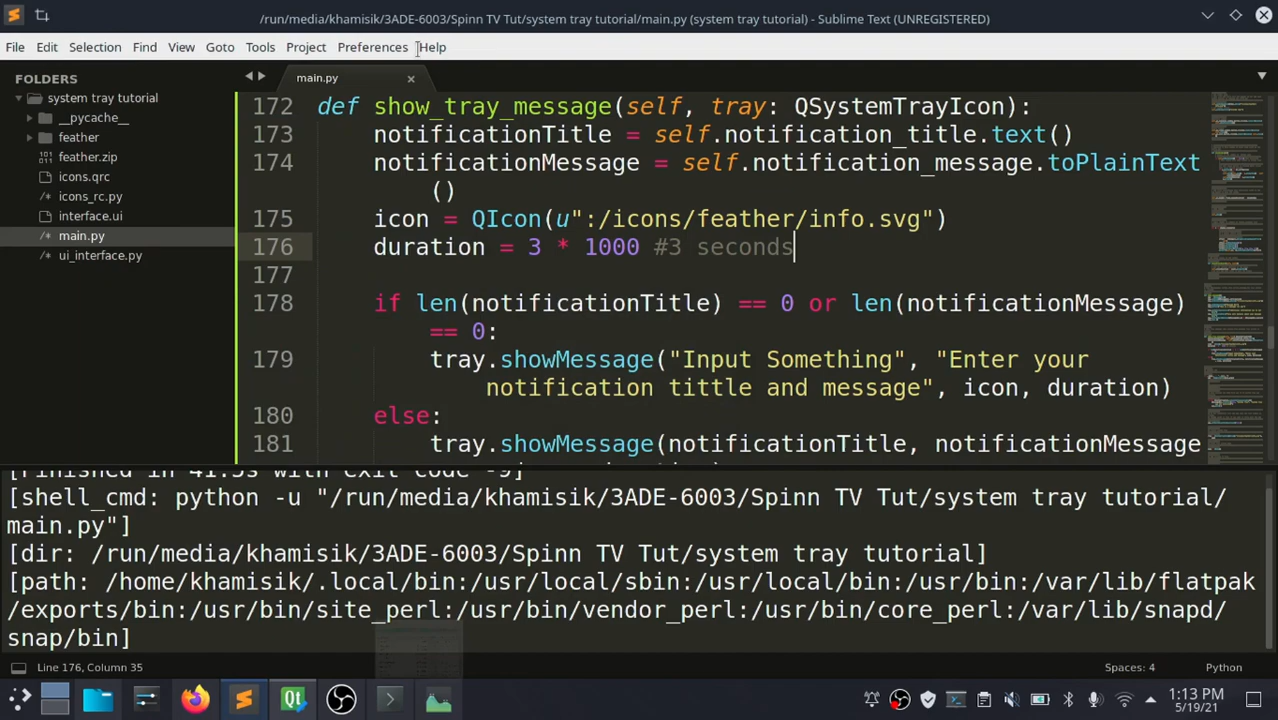 /run/media/khamisik/3ADE-6003/Spinn TV Tut/system tray tutorial/main.py (system tray tutorial) - Sublime Text (UNREGISTERED)
File Edit Selection Find View Goto Tools Project Preferences Help
FOLDERS
system tray tutorial
__pycache__
feather
feather.zip
icons.qrc
icons_rc.py
interface.ui
main.py
ui_interface.py
main.py
172 def show_tray_message(self, tray: QSystemTrayIcon):
173 notificationTitle = self.notification_title.text()
174 notificationMessage = self.notification_message.toPlainText
()
175 icon = QIcon(u":/icons/feather/info.svg")
176 duration = 3 * 1000 #3 seconds
177
178 if len(notificationTitle) == 0 or len(notificationMessage)
== 0:
179 tray.showMessage("Input Something", "Enter your
notification tittle and message", icon, duration)
180 else:
181 tray.showMessage(notificationTitle, notificationMessage
[Finished in 41.5s with exit code -9]
[shell_cmd: python -u "/run/media/khamisik/3ADE-6003/Spinn TV Tut/system tray tutorial/
main.py"]
[dir: /run/media/khamisik/3ADE-6003/Spinn TV Tut/system tray tutorial]
[path: /home/khamisik/.local/bin:/usr/local/sbin:/usr/local/bin:/usr/bin:/var/lib/flatpak
/exports/bin:/usr/bin/site_perl:/usr/bin/vendor_perl:/usr/bin/core_perl:/var/lib/snapd/
snap/bin]
Line 176, Column 35
Spaces: 4 Python
1:13 PM
5/19/21